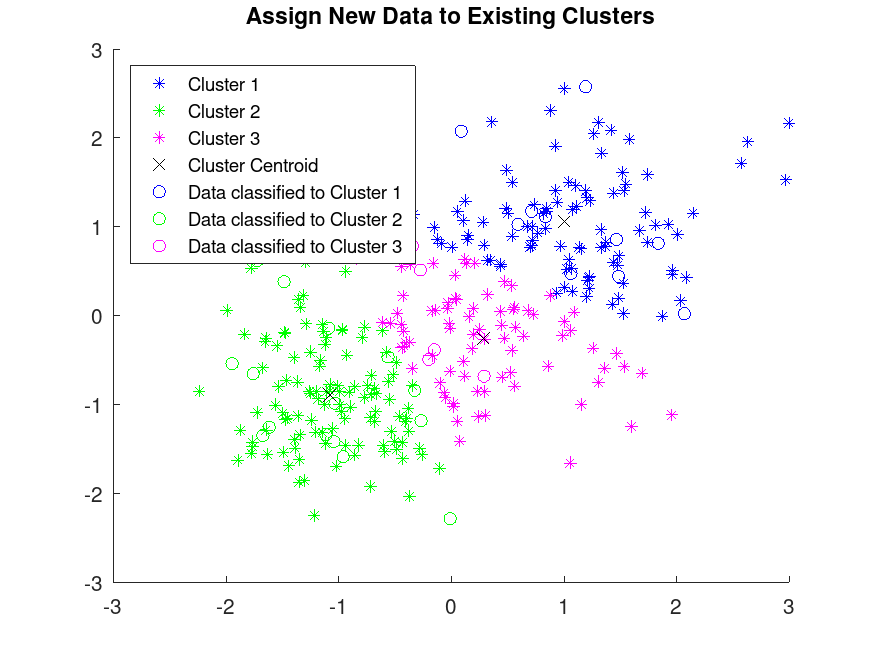 Assign New Data to Existing Clusters
3
Cluster 1
Cluster 2
Cluster 3
Cluster Centroid
Data classified to Cluster 1
Data classified to Cluster 2
Data classified to Cluster 3
2
1
0
-1
-2
-3
-3 -2 -1 0 1 2 3